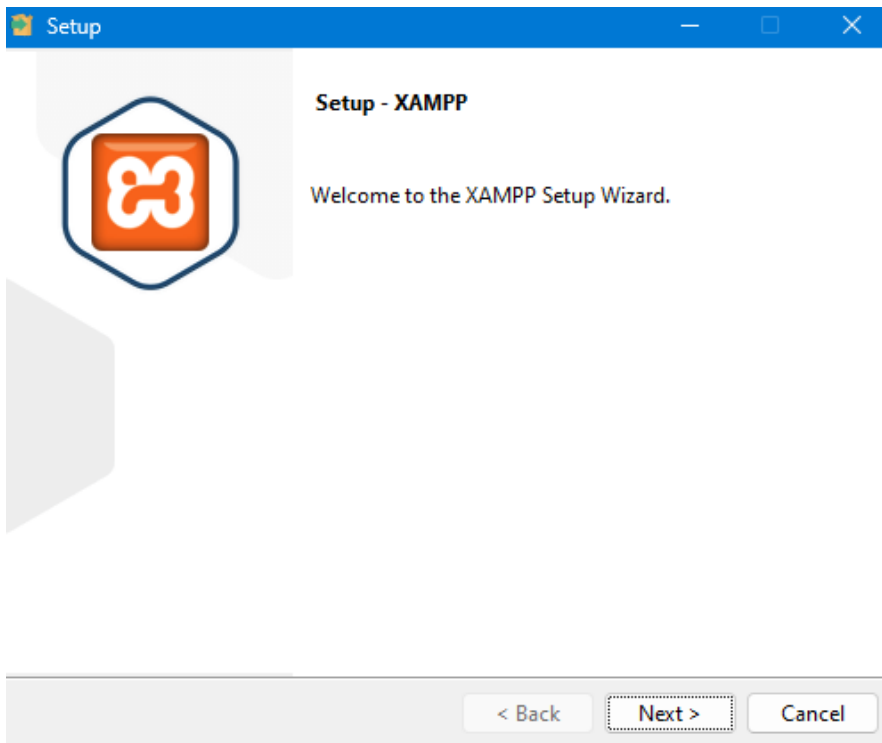 Setup
Setup - XAMPP
Welcome to the XAMPP Setup Wizard.
< Back
Next >
Cancel